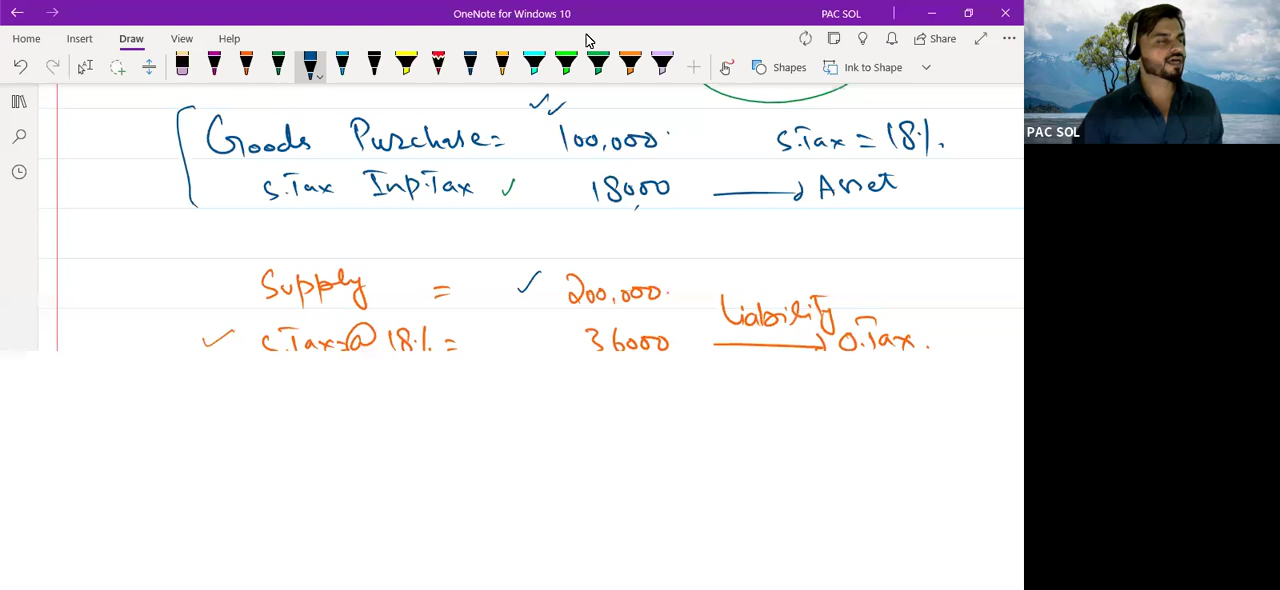 OneNote for Windows 10
PAC SOL
Home Insert Draw View Help
Share
Shapes
Ink to Shape
PAC SOL
Goods Purchase= 100,000 S.Tax = 18%.
S.Tax Inp.Tax ✓ 18000 → Asset
Supply = ✓ 200,000.
Liability
✓ S.Tax@ 18% = 36000 → O.Tax.